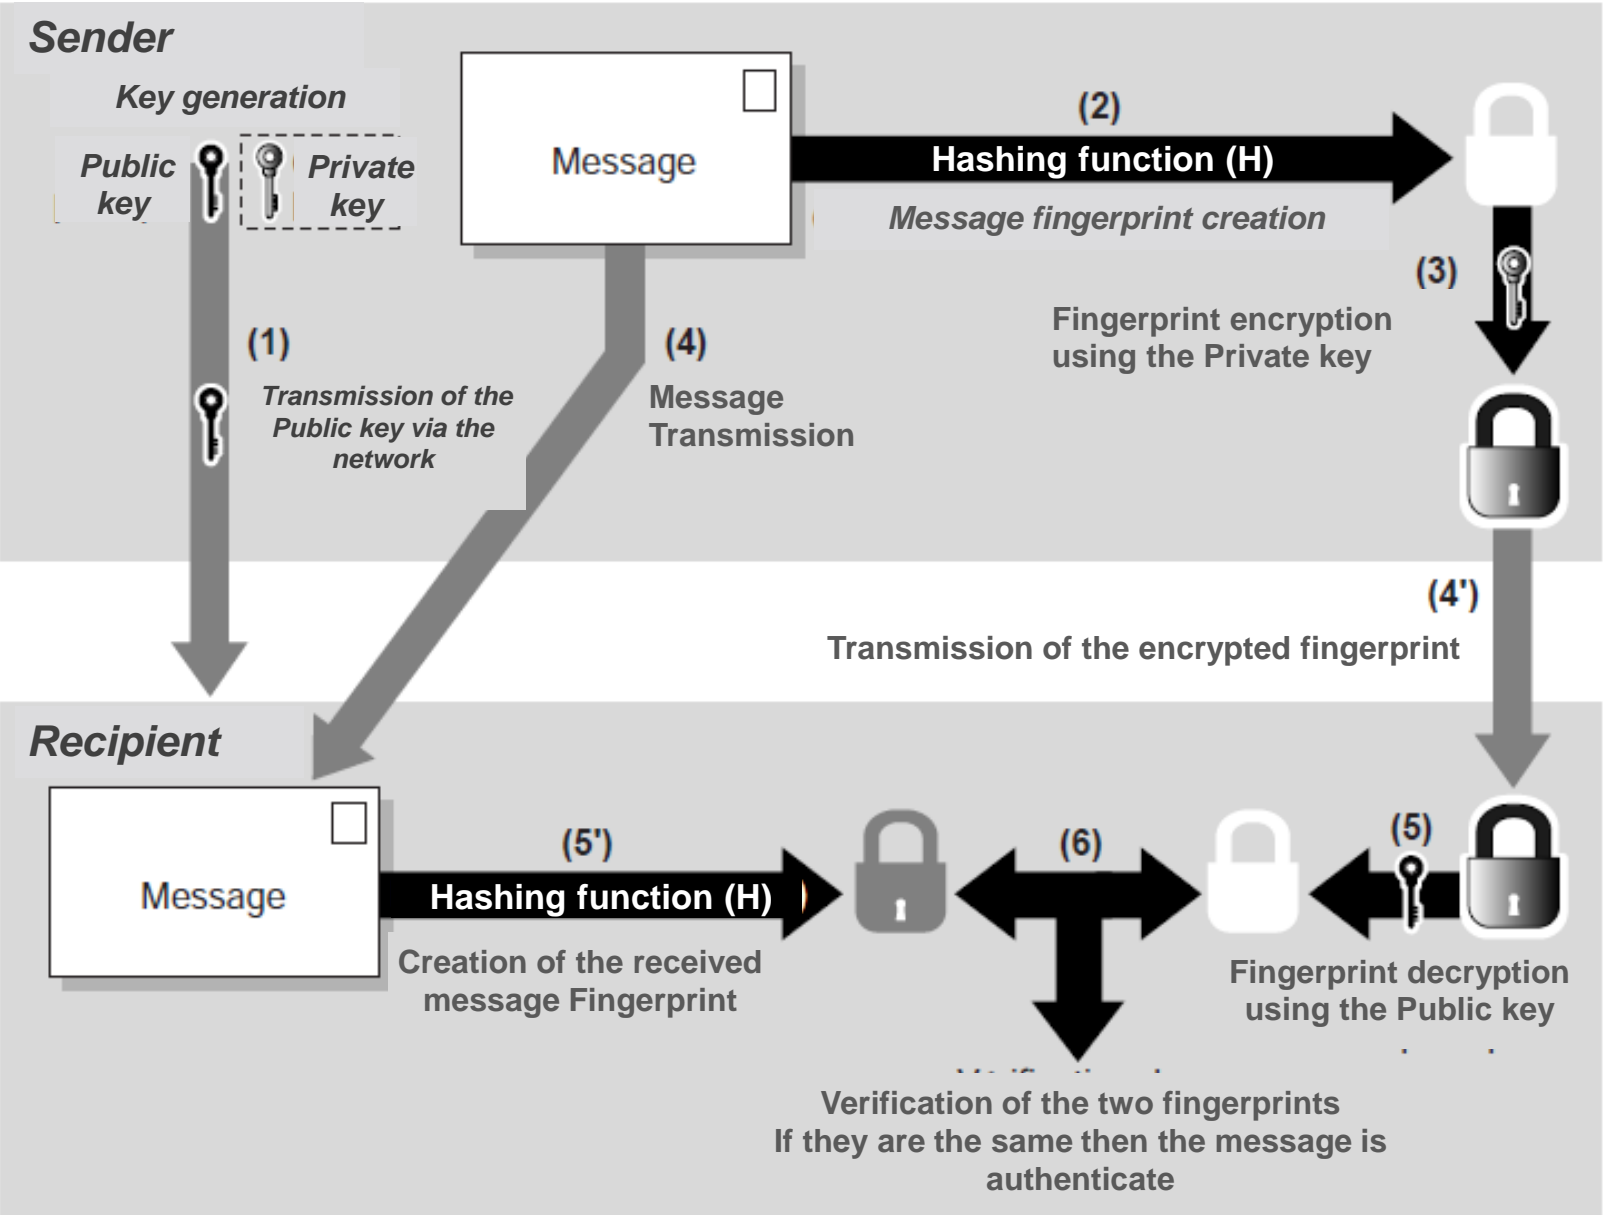 Sender
Key generation
Public
key
Private
key
Message
(2)
Hashing function (H)
Message fingerprint creation
(3)
Fingerprint encryption
using the Private key
(1)
Transmission of the
Public key via the
network
(4)
Message
Transmission
(4')
Transmission of the encrypted fingerprint
Recipient
Message
(5')
Hashing function (H)
Creation of the received
message Fingerprint
(6)
(5)
Fingerprint decryption
using the Public key
Verification of the two fingerprints
If they are the same then the message is
authenticate